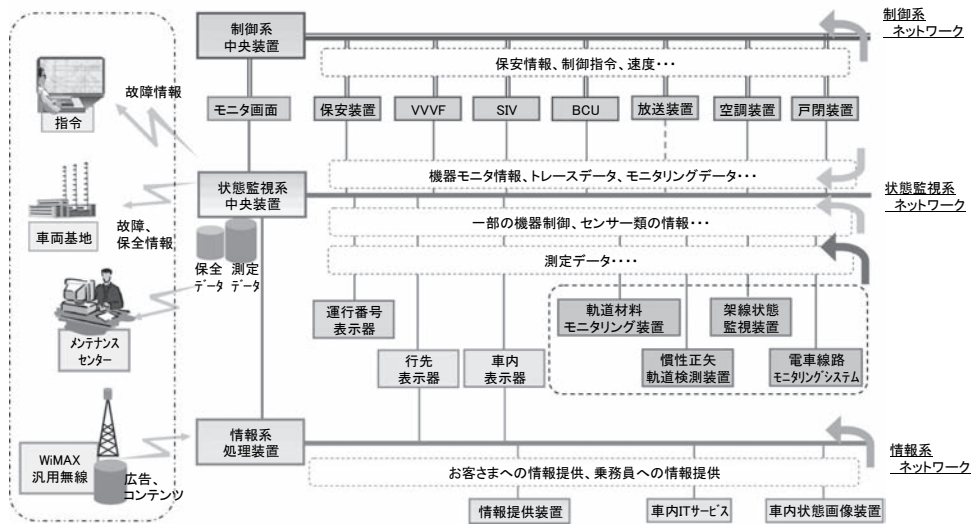 制御系
中央装置
制御系
ネットワーク
保安情報、制御指令、速度･･･
故障情報
指令
モニタ画面
保安装置
VVVF
SIV
BCU
放送装置
空調装置
戸閉装置
機器モニタ情報、トレースデータ、モニタリングデータ･･･
状態監視系
中央装置
状態監視系
ネットワーク
車両基地
故障、
保全情報
一部の機器制御、センサー類の情報･･･
保全
データ
測定
データ
測定データ････
メンテナンス
センター
運行番号
表示器
軌道材料
モニタリング装置
架線状態
監視装置
行先
表示器
車内
表示器
慣性正矢
軌道検測装置
電車線路
モニタリングシステム
情報系
処理装置
情報系
ネットワーク
WiMAX
汎用無線
広告、
コンテンツ
お客さまへの情報提供、乗務員への情報提供
情報提供装置
車内ITサービス
車内状態画像装置